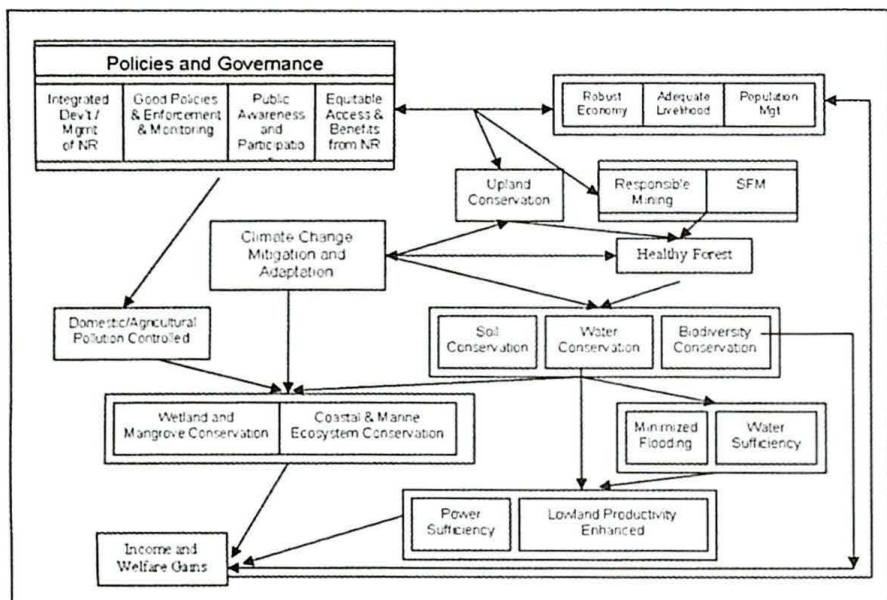 Policies and Governance
Integrated
Dev't /
Mgmt
of NR
Good Policies
& Enforcement
& Monitoring
Public
Awareness
and
Participatio
Equitable
Access &
Benefits
from NR
Robust
Economy
Adequate
Livelihood
Population
Mgt
Upland
Conservation
Responsible
Mining
SFM
Climate Change
Mitigation and
Adaptation
Healthy Forest
Domestic/Agricultural
Pollution Controlled
Soil
Conservation
Water
Conservation
Biodiversity
Conservation
Wetland and
Mangrove Conservation
Coastal & Marine
Ecosystem Conservation
Minimized
Flooding
Water
Sufficiency
Power
Sufficiency
Lowland Productivity
Enhanced
Income and
Welfare Gains